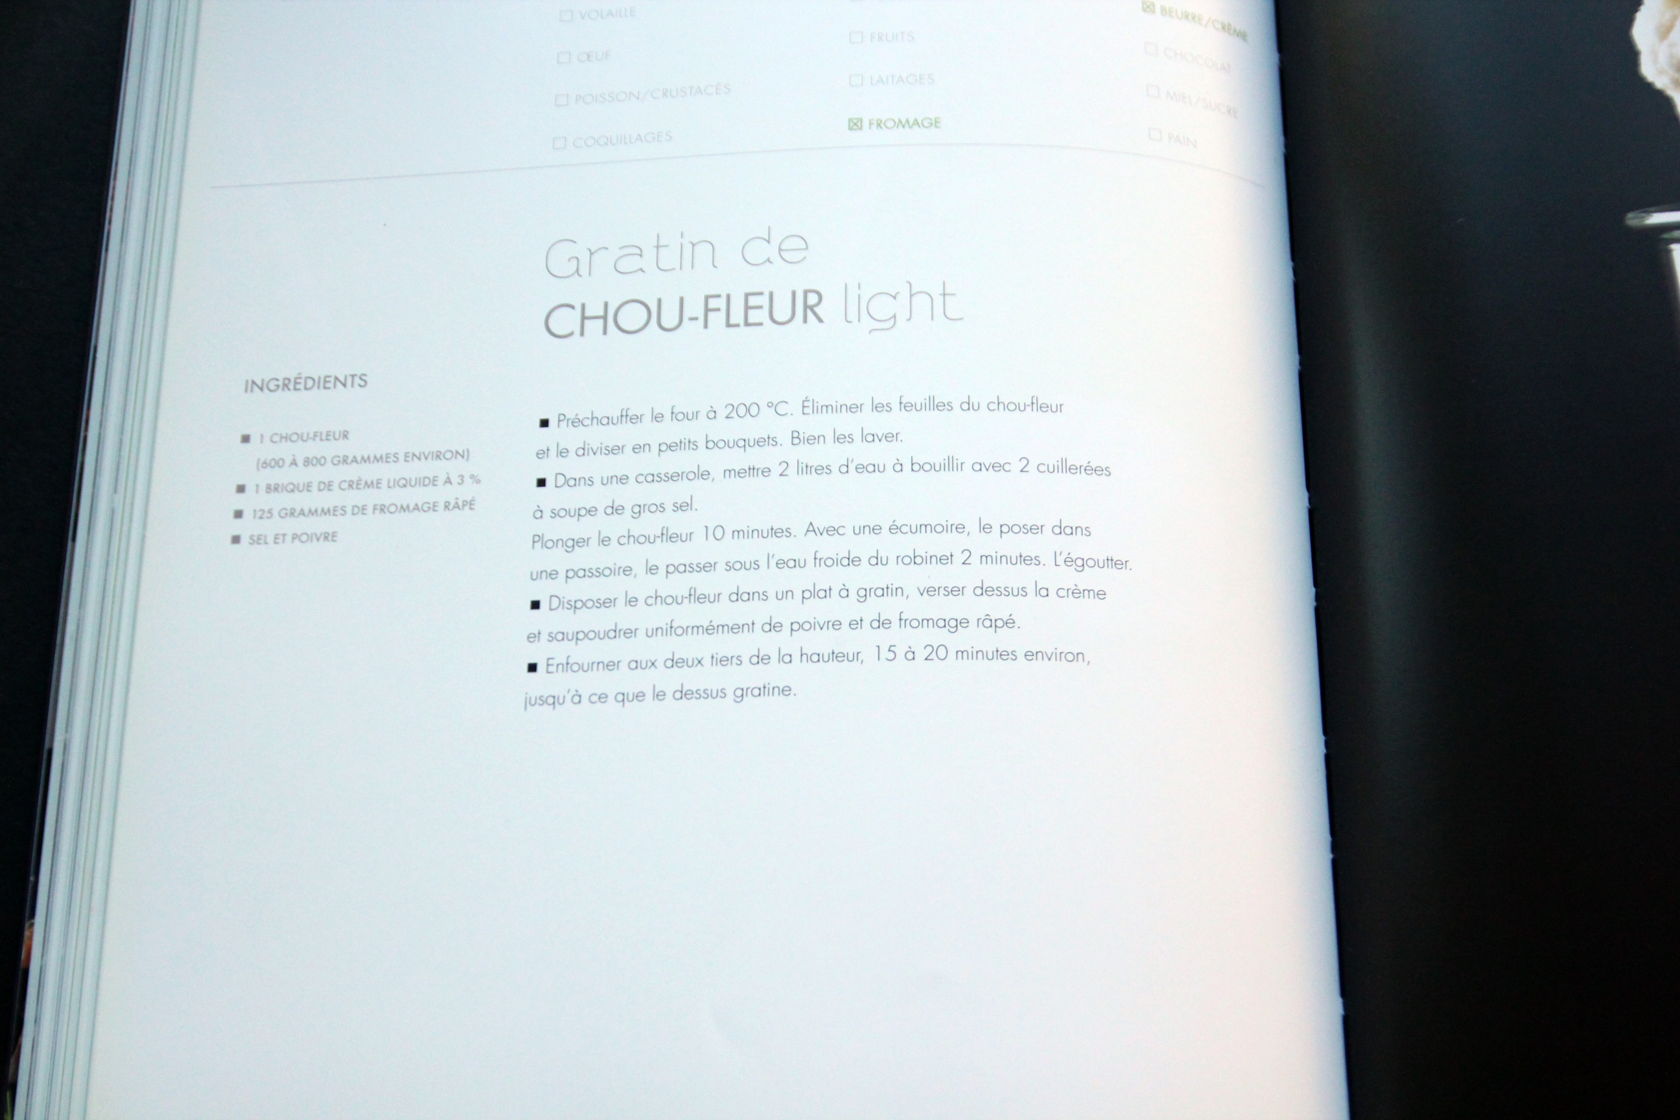 ☐ VOLAILLE
☐ ŒUF
☐ POISSON/CRUSTACÉS
☐ COQUILLAGES
☐ FRUITS
☐ LAITAGES
☒ FROMAGE
☒ BEURRE/CRÈME
☐ CHOCOLAT
☐ MIEL/SUCRE
☐ PAIN
Gratin de
CHOU-FLEUR light
INGRÉDIENTS
■ 1 CHOU-FLEUR
(600 À 800 GRAMMES ENVIRON)
■ 1 BRIQUE DE CRÈME LIQUIDE À 3 %
■ 125 GRAMMES DE FROMAGE RÂPÉ
■ SEL ET POIVRE
■ Préchauffer le four à 200 °C. Éliminer les feuilles du chou-fleur
et le diviser en petits bouquets. Bien les laver.
■ Dans une casserole, mettre 2 litres d'eau à bouillir avec 2 cuillerées
à soupe de gros sel.
Plonger le chou-fleur 10 minutes. Avec une écumoire, le poser dans
une passoire, le passer sous l'eau froide du robinet 2 minutes. L'égoutter.
■ Disposer le chou-fleur dans un plat à gratin, verser dessus la crème
et saupoudrer uniformément de poivre et de fromage râpé.
■ Enfourner aux deux tiers de la hauteur, 15 à 20 minutes environ,
jusqu'à ce que le dessus gratine.